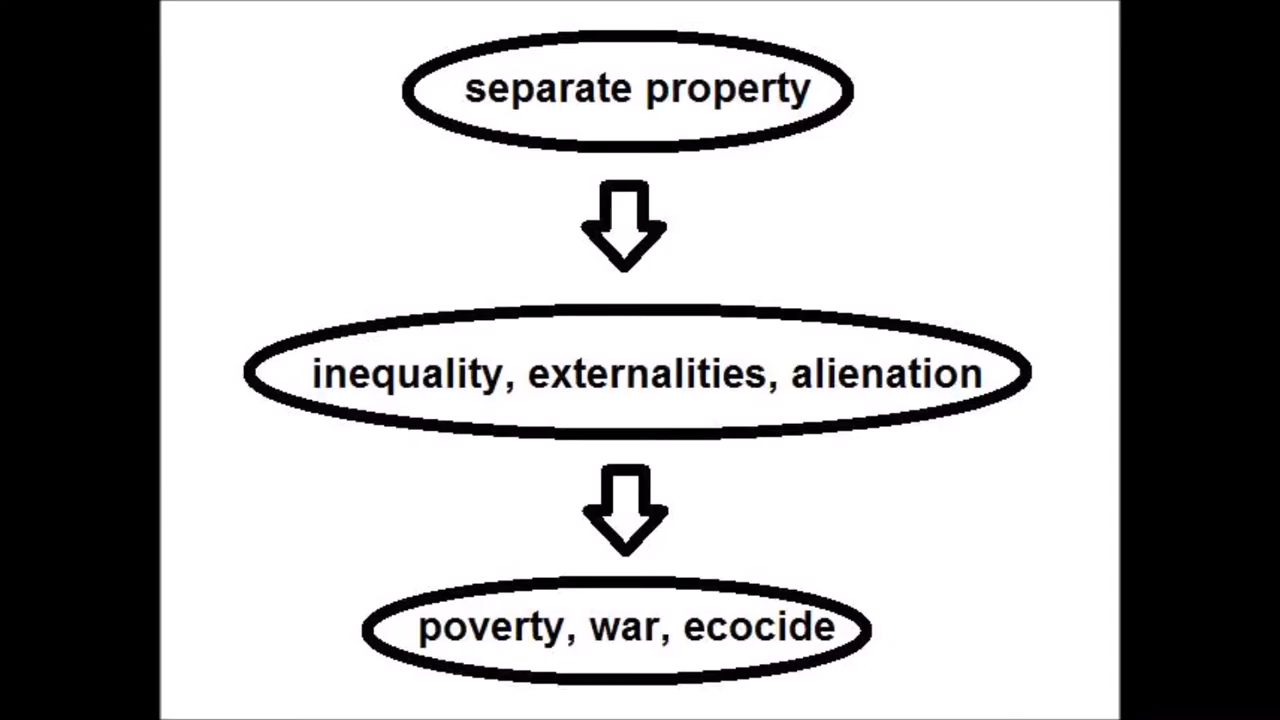 separate property
inequality, externalities, alienation
poverty, war, ecocide